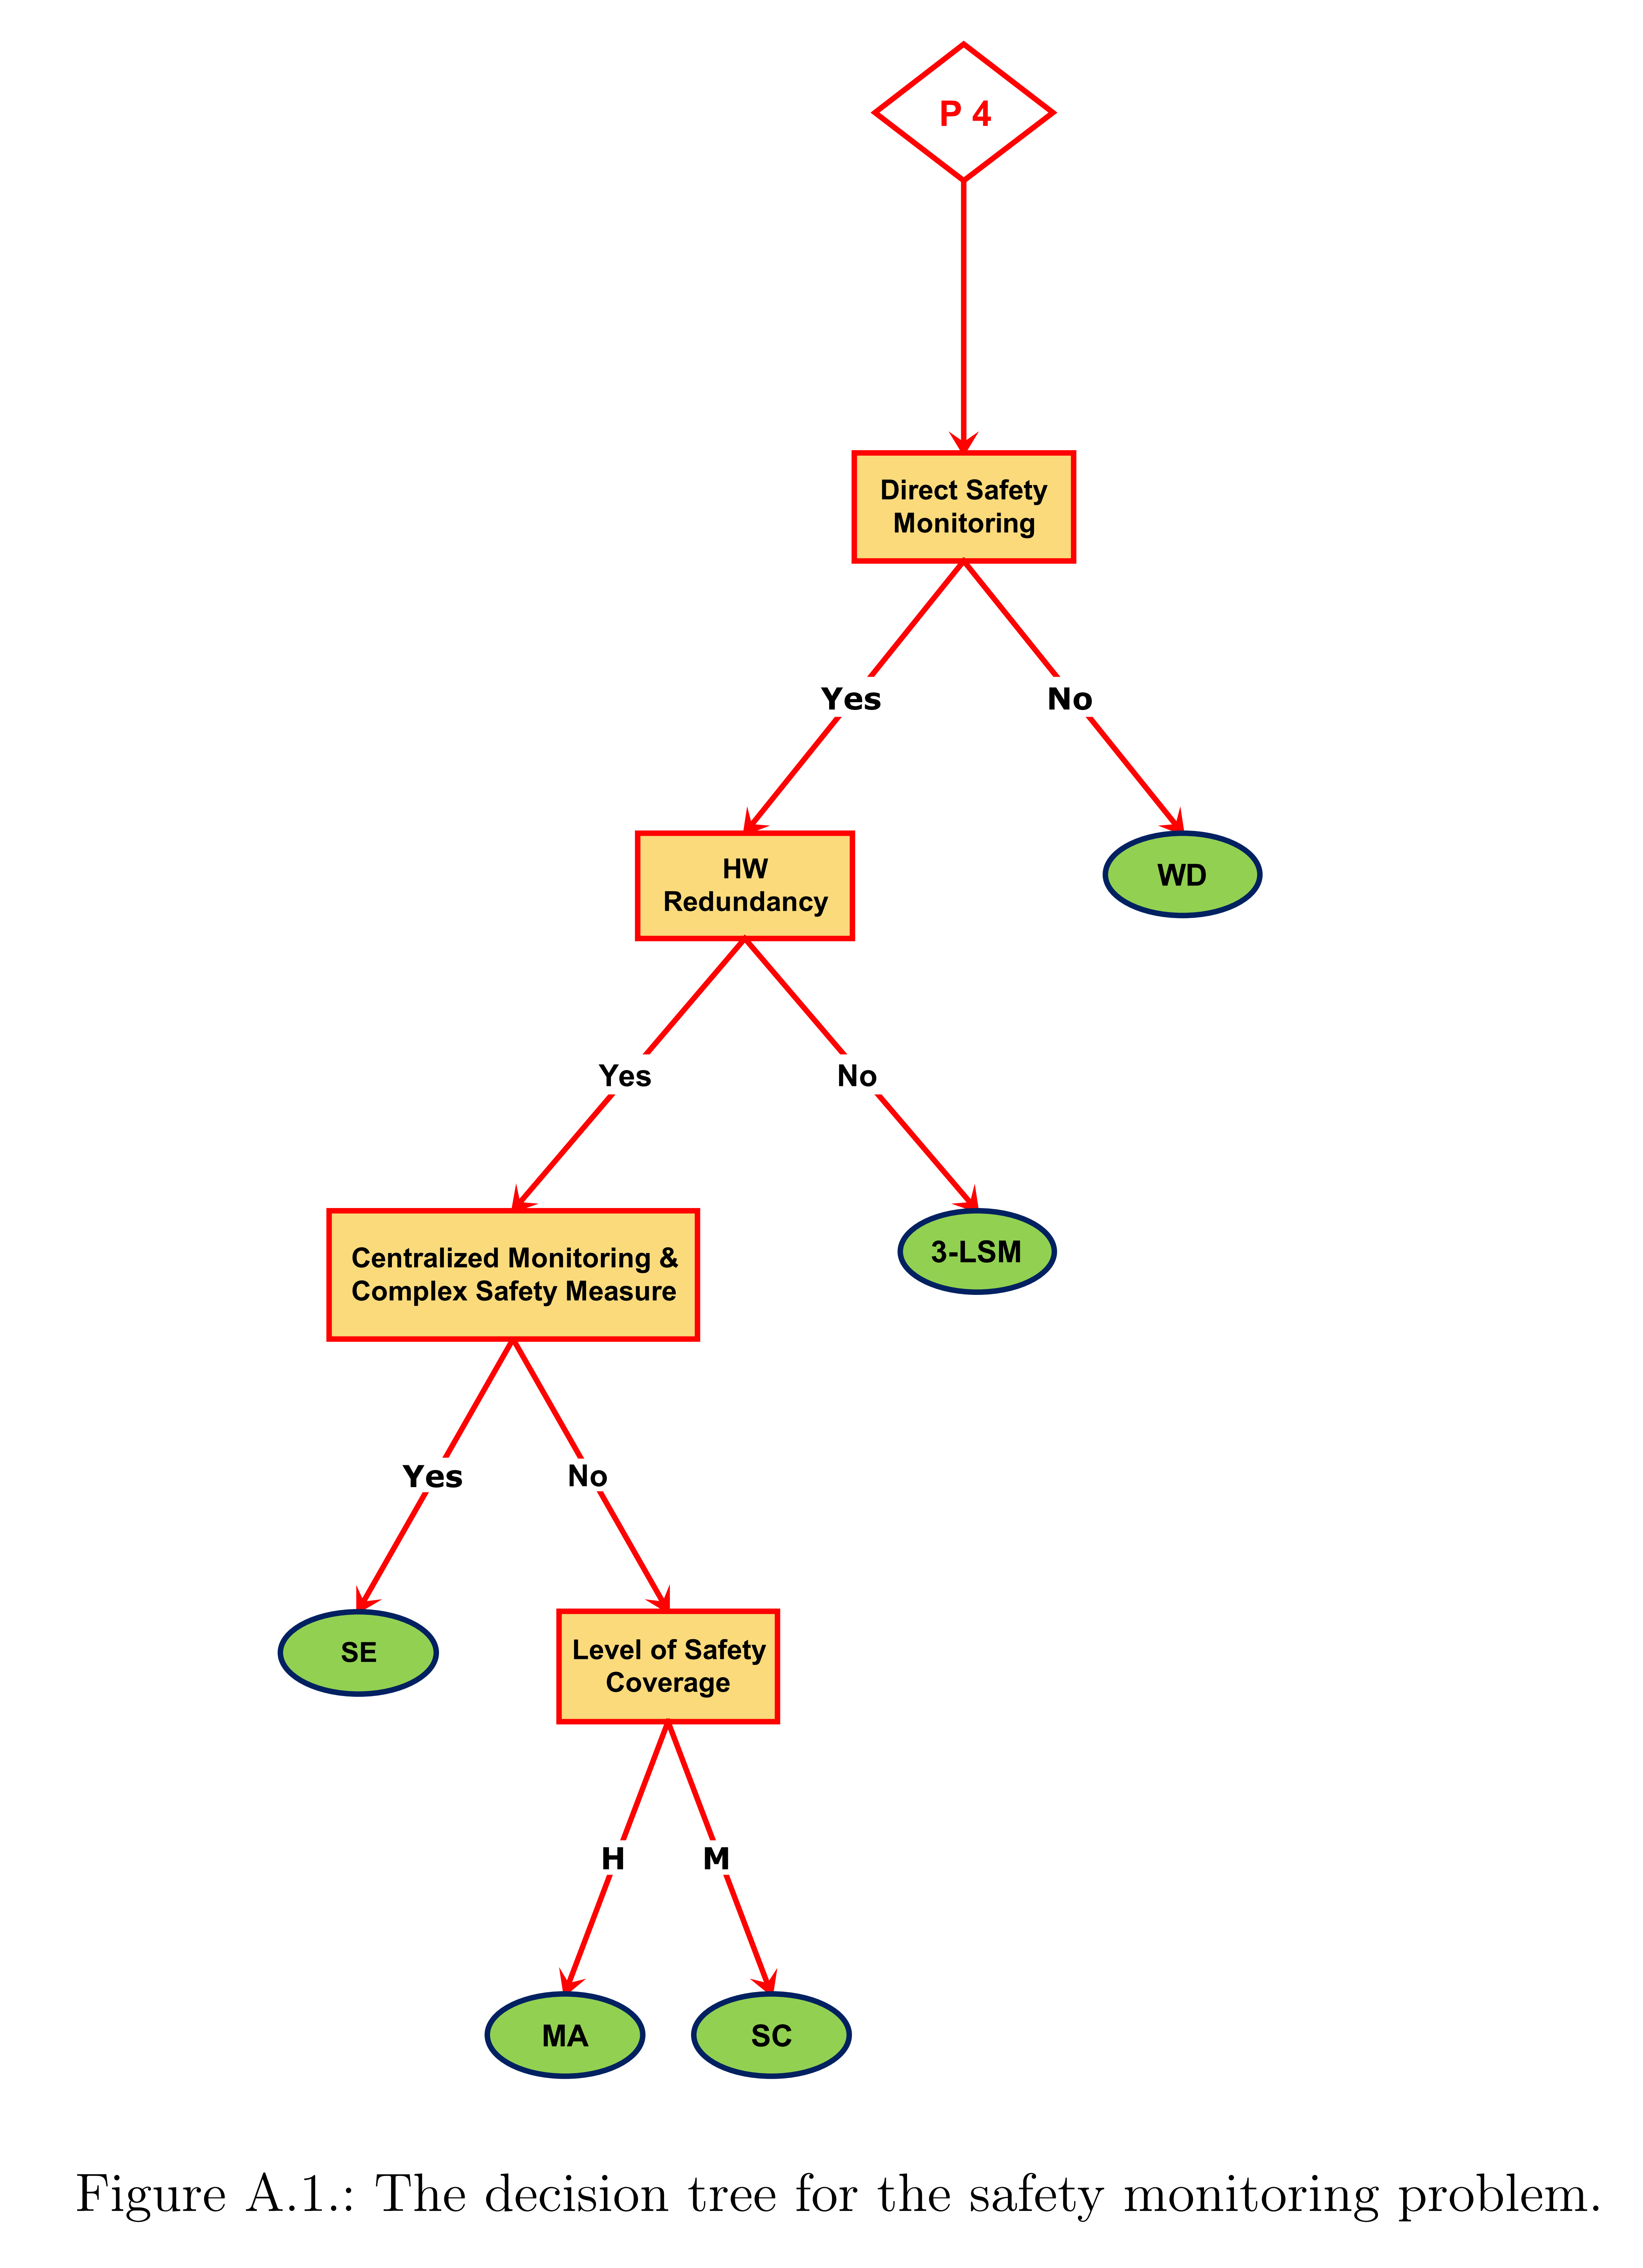 P 4
Direct Safety
Monitoring
Yes
No
HW
Redundancy
WD
Yes
No
Centralized Monitoring &
Complex Safety Measure
3-LSM
Yes
No
SE
Level of Safety
Coverage
H
M
MA
SC
Figure A.1.: The decision tree for the safety monitoring problem.